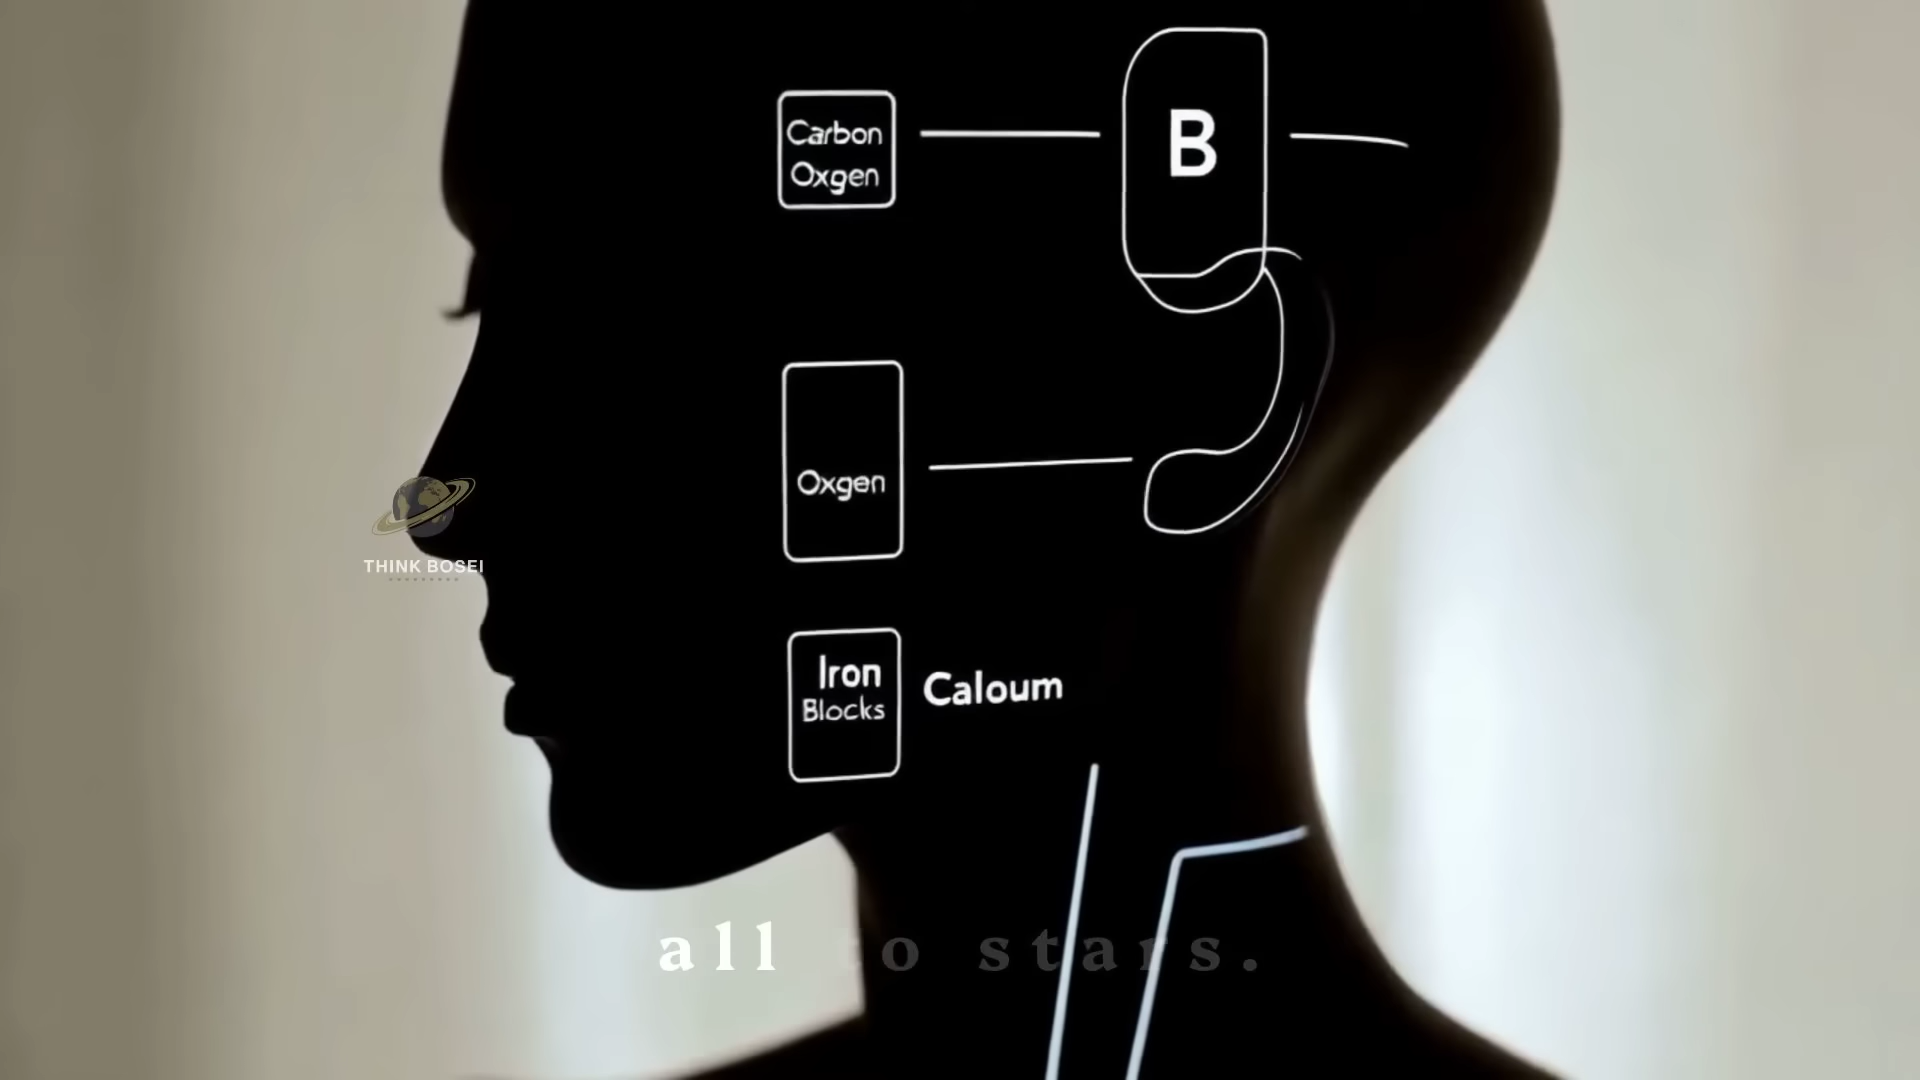 Carbon
Oxgen
B
Oxgen
THINK BOSEI
Iron
Blocks
Caloum
all to stars.